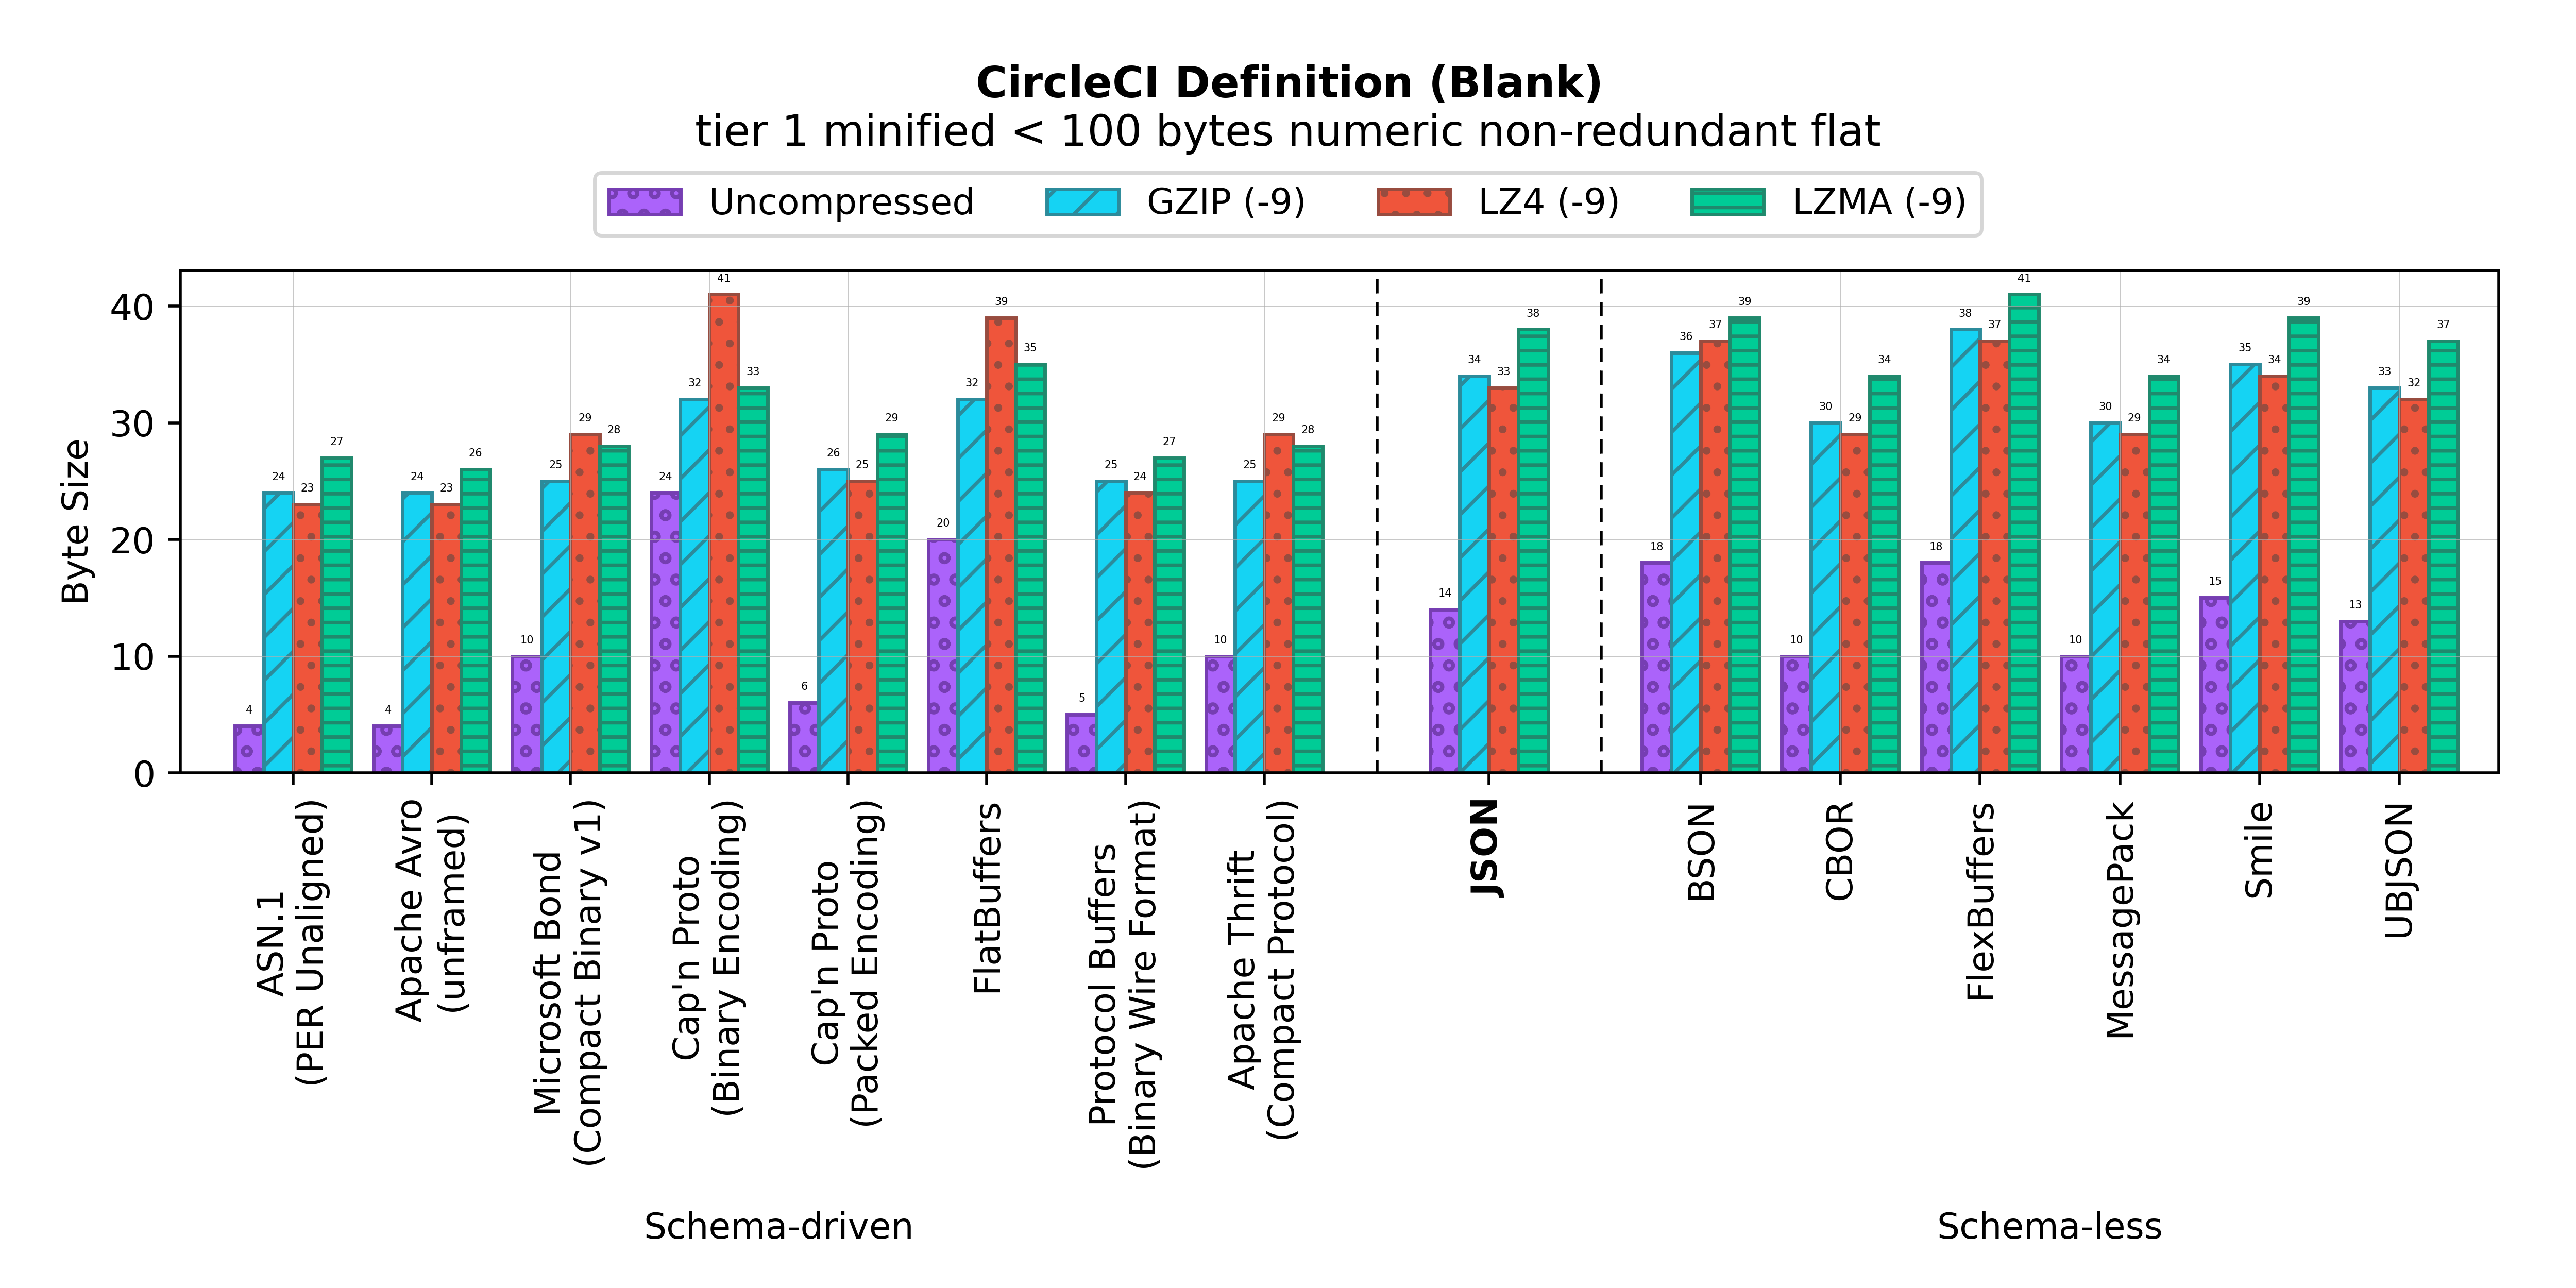 CircleCI Definition (Blank)
tier 1 minified < 100 bytes numeric non-redundant flat
Uncompressed GZIP (-9) LZ4 (-9) LZMA (-9)
Byte Size
40
30
20
10
0
4 24 23 27
4 24 23 26
10 25 29 28
24 32 41 33
6 26 25 29
20 32 39 35
5 25 24 27
10 25 29 28
14 34 33 38
18 36 37 39
10 30 29 34
18 38 37 41
10 30 29 34
15 35 34 39
13 33 32 37
ASN.1
(PER Unaligned)
Apache Avro
(unframed)
Microsoft Bond
(Compact Binary v1)
Cap'n Proto
(Binary Encoding)
Cap'n Proto
(Packed Encoding)
FlatBuffers
Protocol Buffers
(Binary Wire Format)
Apache Thrift
(Compact Protocol)
JSON
BSON
CBOR
FlexBuffers
MessagePack
Smile
UBJSON
Schema-driven
Schema-less